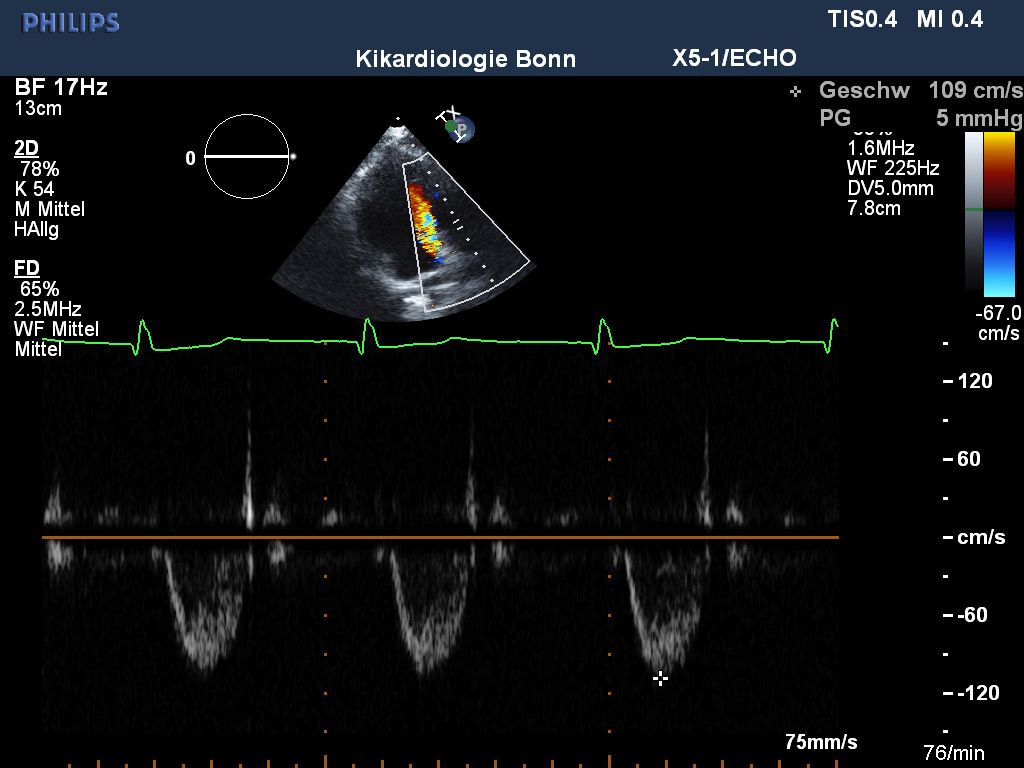 PHILIPS
TIS0.4 MI 0.4
Kikardiologie Bonn X5-1/ECHO
BF 17Hz
13cm
2D
78%
K 54
M Mittel
HAllg
FD
65%
2.5MHz
WF Mittel
Mittel
0
P
Geschw 109 cm/s
PG 5 mmHg
1.6MHz
WF 225Hz
DV5.0mm
7.8cm
-67.0
cm/s
120
60
cm/s
-60
-120
75mm/s
76/min